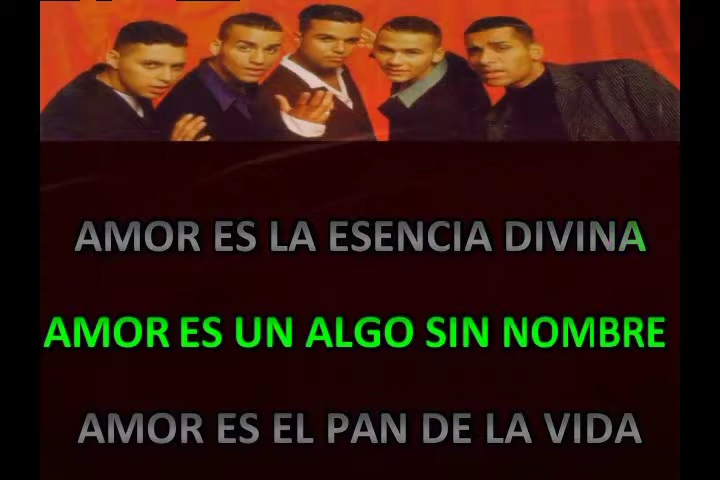 AMOR ES LA ESENCIA DIVINA
AMOR ES UN ALGO SIN NOMBRE
AMOR ES EL PAN DE LA VIDA